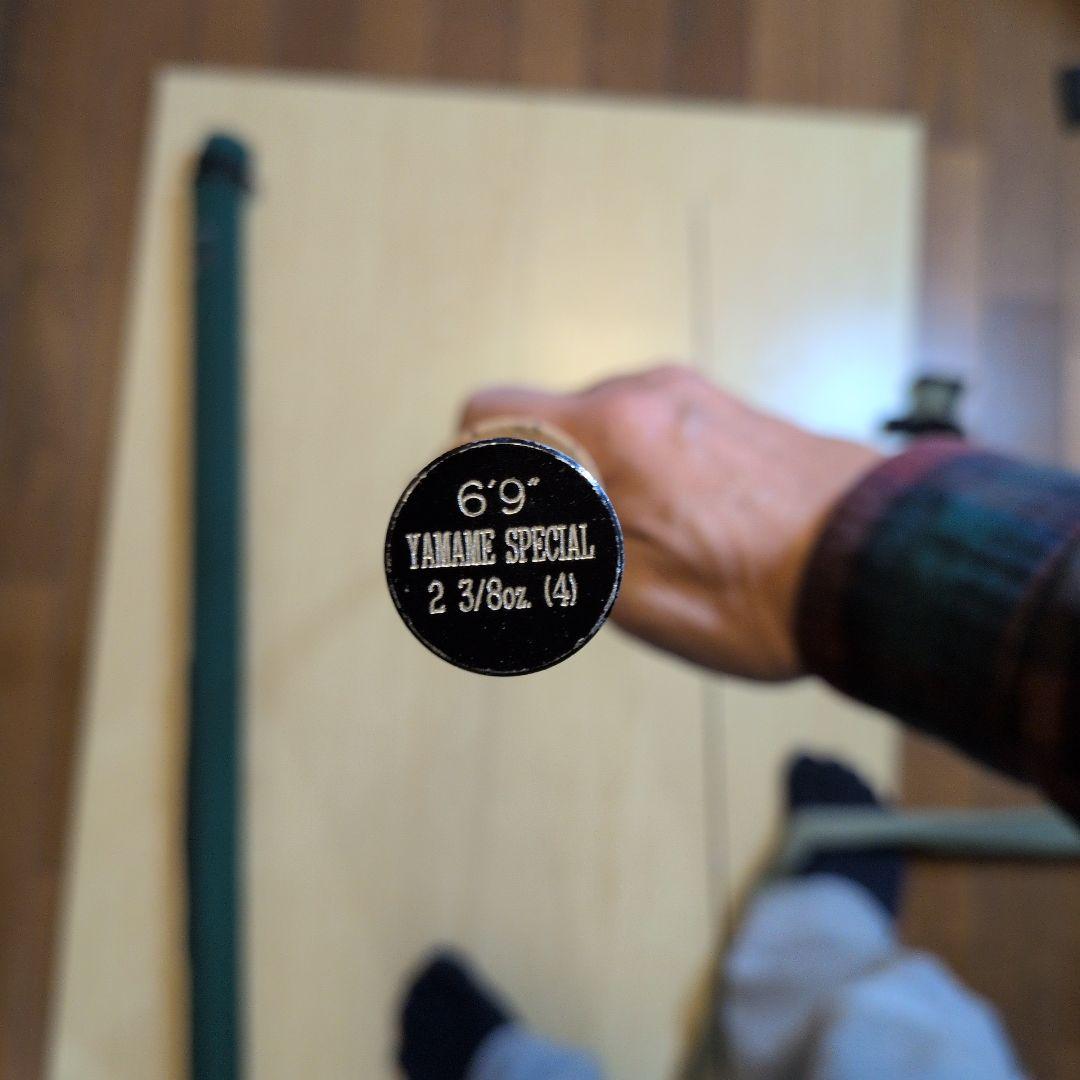 6'9"
YAMAME SPECIAL
2 3/8oz. (4)